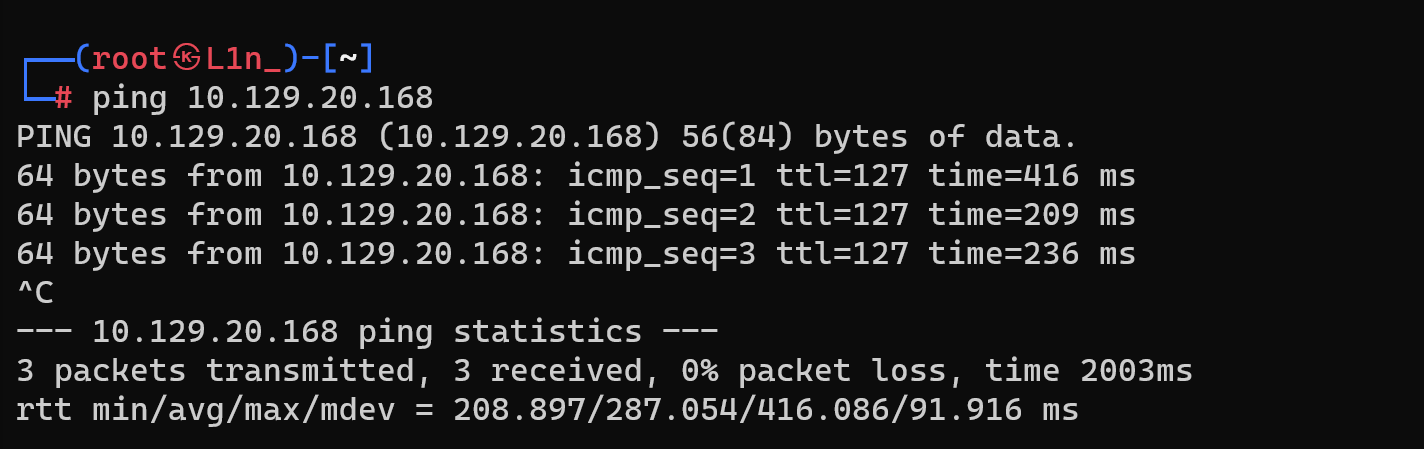 ┌──(root㉿L1n_)-[~]
└─# ping 10.129.20.168
PING 10.129.20.168 (10.129.20.168) 56(84) bytes of data.
64 bytes from 10.129.20.168: icmp_seq=1 ttl=127 time=416 ms
64 bytes from 10.129.20.168: icmp_seq=2 ttl=127 time=209 ms
64 bytes from 10.129.20.168: icmp_seq=3 ttl=127 time=236 ms
^C
--- 10.129.20.168 ping statistics ---
3 packets transmitted, 3 received, 0% packet loss, time 2003ms
rtt min/avg/max/mdev = 208.897/287.054/416.086/91.916 ms